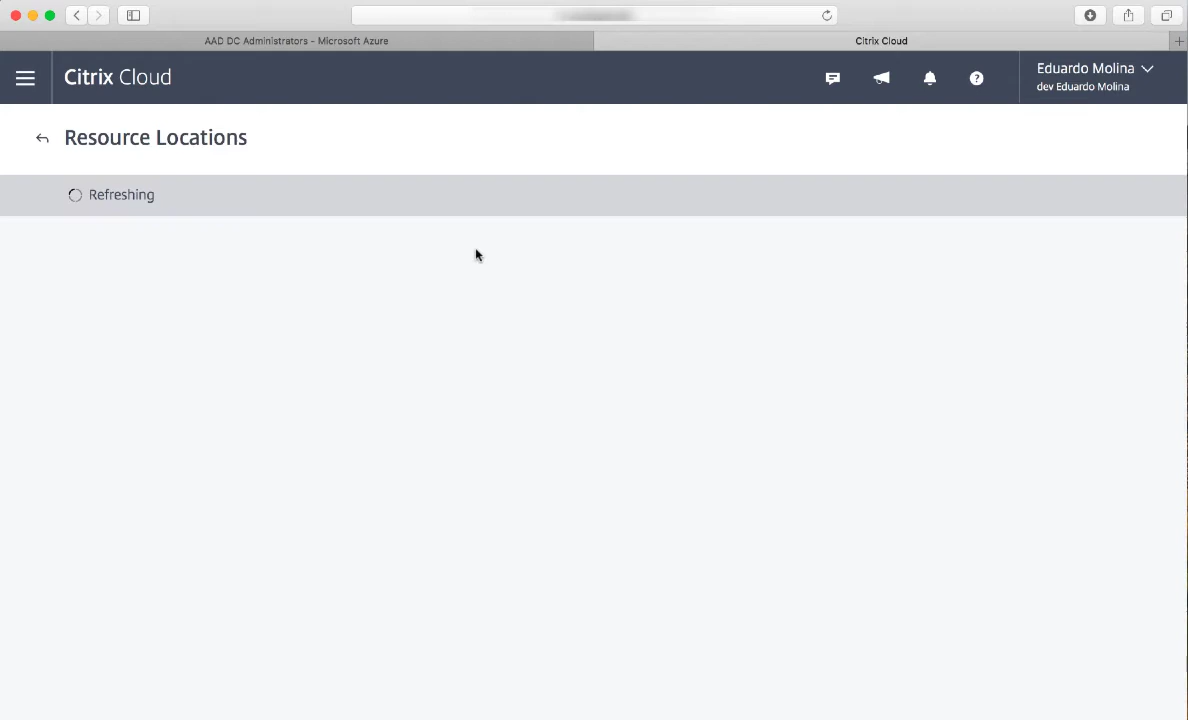 AAD DC Administrators - Microsoft Azure
Citrix Cloud
Citrix Cloud
Eduardo Molina
dev Eduardo Molina
Resource Locations
Refreshing